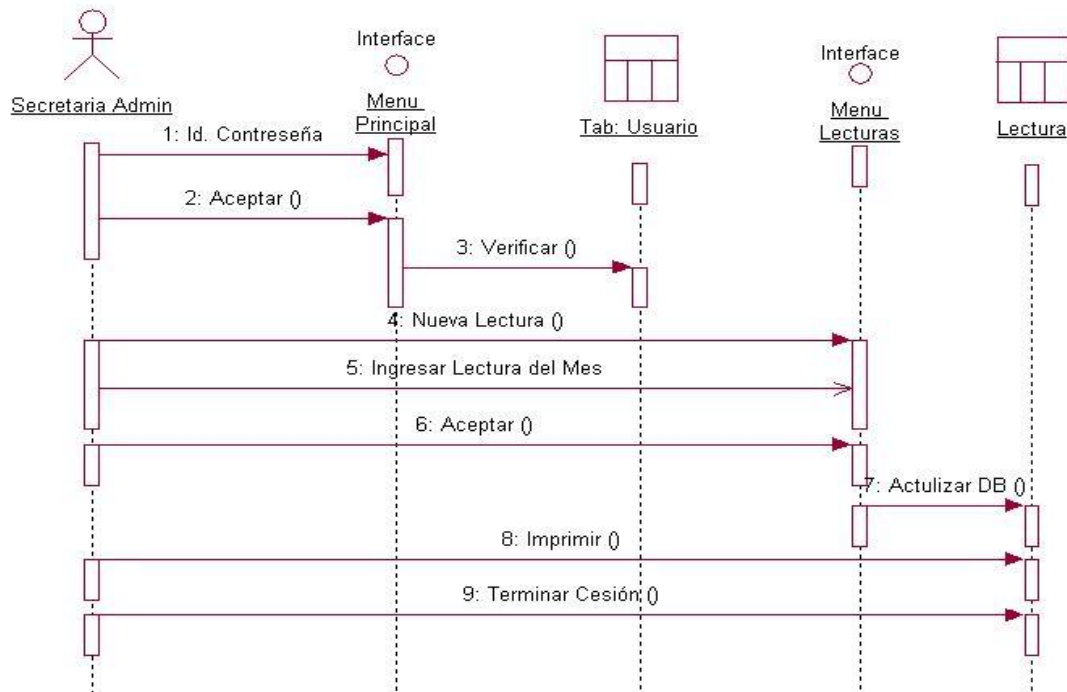 Secretaria Admin
Interface
Menu
Principal
Tab: Usuario
Interface
Menu
Lecturas
Lectura
1: Id. Contreseña
2: Aceptar ()
3: Verificar ()
4: Nueva Lectura ()
5: Ingresar Lectura del Mes
6: Aceptar ()
7: Actulizar DB ()
8: Imprimir ()
9: Terminar Cesión ()